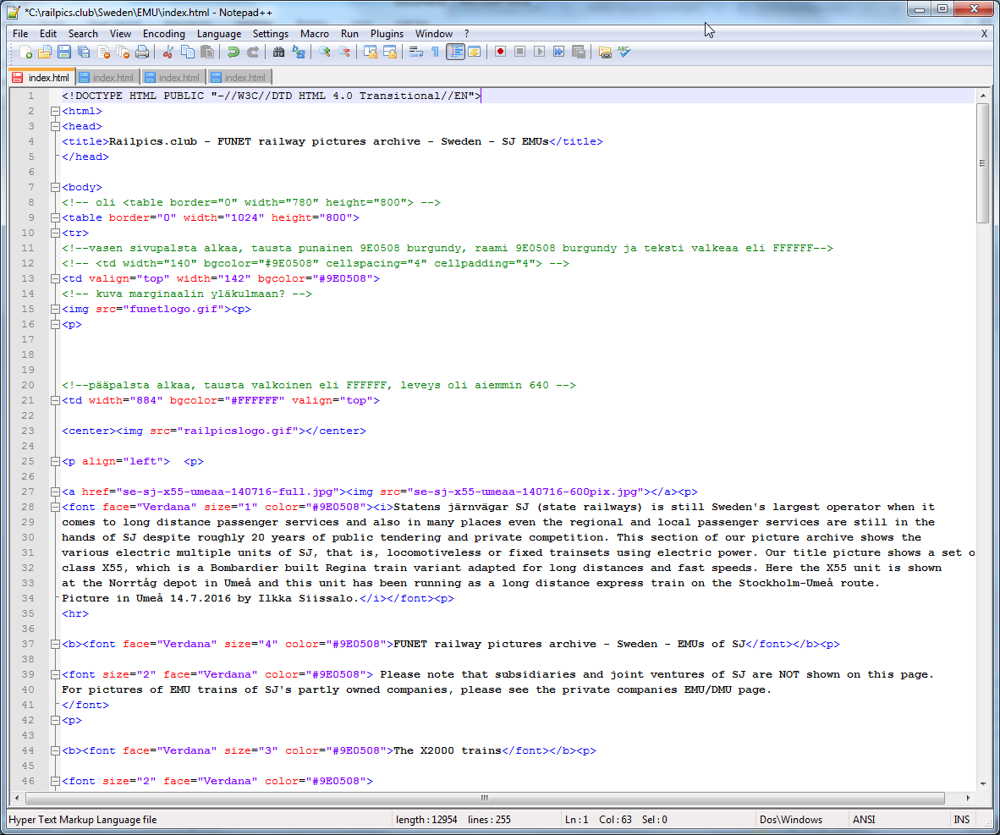 *C:\railpics.club\Sweden\EMU\index.html - Notepad++
File Edit Search View Encoding Language Settings Macro Run Plugins Window ? X
index.html index.html index.html index.html
1 <!DOCTYPE HTML PUBLIC "-//W3C//DTD HTML 4.0 Transitional//EN">
2 <html>
3 <head>
4 <title>Railpics.club - FUNET railway pictures archive - Sweden - SJ EMUs</title>
5 </head>
6
7 <body>
8 <!-- oli <table border="0" width="780" height="800"> -->
9 <table border="0" width="1024" height="800">
10 <tr>
11 <!--vasen sivupalsta alkaa, tausta punainen 9E0508 burgundy, raami 9E0508 burgundy ja teksti valkeaa eli FFFFFF-->
12 <!-- <td width="140" bgcolor="#9E0508" cellspacing="4" cellpadding="4"> -->
13 <td valign="top" width="142" bgcolor="#9E0508">
14 <!-- kuva marginaalin yläkulmaan? -->
15 <img src="funetlogo.gif"><p>
16 <p>
17
18
19
20 <!--pääpalsta alkaa, tausta valkoinen eli FFFFFF, leveys oli aiemmin 640 -->
21 <td width="884" bgcolor="#FFFFFF" valign="top">
22
23 <center><img src="railpicslogo.gif"></center>
24
25 <p align="left">  <p>
26
27 <a href="se-sj-x55-umeaa-140716-full.jpg"><img src="se-sj-x55-umeaa-140716-600pix.jpg"></a><p>
28 <font face="Verdana" size="1" color="#9E0508"><i>Statens järnvägar SJ (state railways) is still Sweden's largest operator when it
29 comes to long distance passenger services and also in many places even the regional and local passenger services are still in the
30 hands of SJ despite roughly 20 years of public tendering and private competition. This section of our picture archive shows the
31 various electric multiple units of SJ, that is, locomotiveless or fixed trainsets using electric power. Our title picture shows a set o
32 class X55, which is a Bombardier built Regina train variant adapted for long distances and fast speeds. Here the X55 unit is shown
33 at the Norrtåg depot in Umeå and this unit has been running as a long distance express train on the Stockholm-Umeå route.
34 Picture in Umeå 14.7.2016 by Ilkka Siissalo.</i></font><p>
35 <hr>
36
37 <b><font face="Verdana" size="4" color="#9E0508">FUNET railway pictures archive - Sweden - EMUs of SJ</font></b><p>
38
39 <font size="2" face="Verdana" color="#9E0508"> Please note that subsidiaries and joint ventures of SJ are NOT shown on this page.
40 For pictures of EMU trains of SJ's partly owned companies, please see the private companies EMU/DMU page.
41 </font>
42 <p>
43
44 <b><font face="Verdana" size="3" color="#9E0508">The X2000 trains</font></b><p>
45
46 <font size="2" face="Verdana" color="#9E0508">
Hyper Text Markup Language file length : 12954 lines : 255 Ln : 1 Col : 63 Sel : 0 Dos\Windows ANSI INS